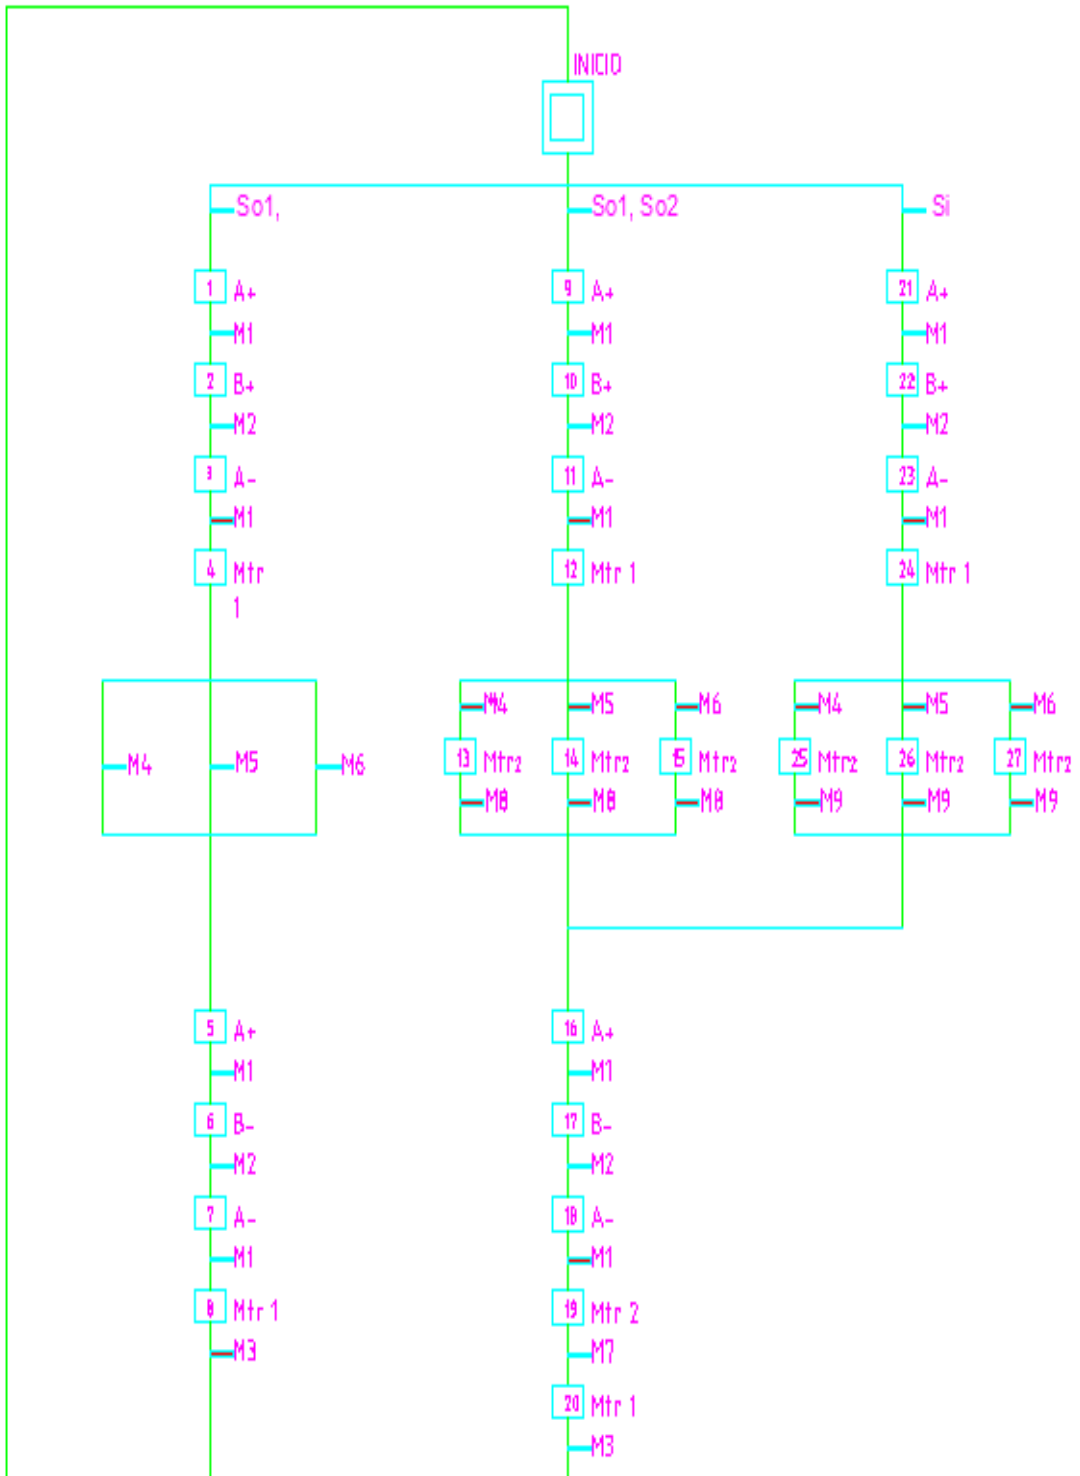 INICIO
So1, So1, So2 Si
1 A+ 9 A+ 21 A+
M1 M1 M1
2 B+ 10 B+ 22 B+
M2 M2 M2
3 A- 11 A- 23 A-
M1 M1 M1
4 Mtr 12 Mtr 1 24 Mtr 1
1
M4 M5 M6 M4 M5 M6
M4 M5 M6 13 Mtr2 14 Mtr2 15 Mtr2 25 Mtr2 26 Mtr2 27 Mtr2
M8 M8 M8 M9 M9 M9
5 A+ 16 A+
M1 M1
6 B- 17 B-
M2 M2
7 A- 18 A-
M1 M1
8 Mtr 1 19 Mtr 2
M3 M7
20 Mtr 1
M3